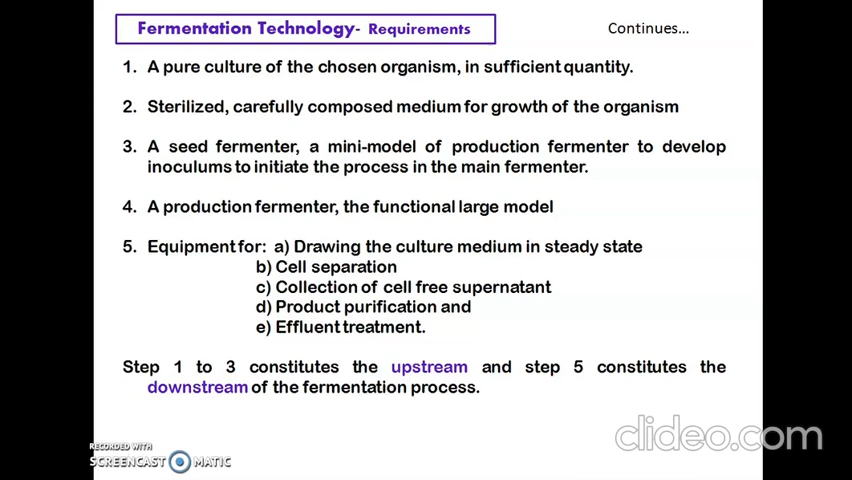 Fermentation Technology- Requirements
Continues...
1. A pure culture of the chosen organism, in sufficient quantity.
2. Sterilized, carefully composed medium for growth of the organism
3. A seed fermenter, a mini-model of production fermenter to develop
inoculums to initiate the process in the main fermenter.
4. A production fermenter, the functional large model
5. Equipment for: a) Drawing the culture medium in steady state
b) Cell separation
c) Collection of cell free supernatant
d) Product purification and
e) Effluent treatment.
Step 1 to 3 constitutes the upstream and step 5 constitutes the
downstream of the fermentation process.
clideo.com
RECORDED WITH
SCREENCAST MATIC